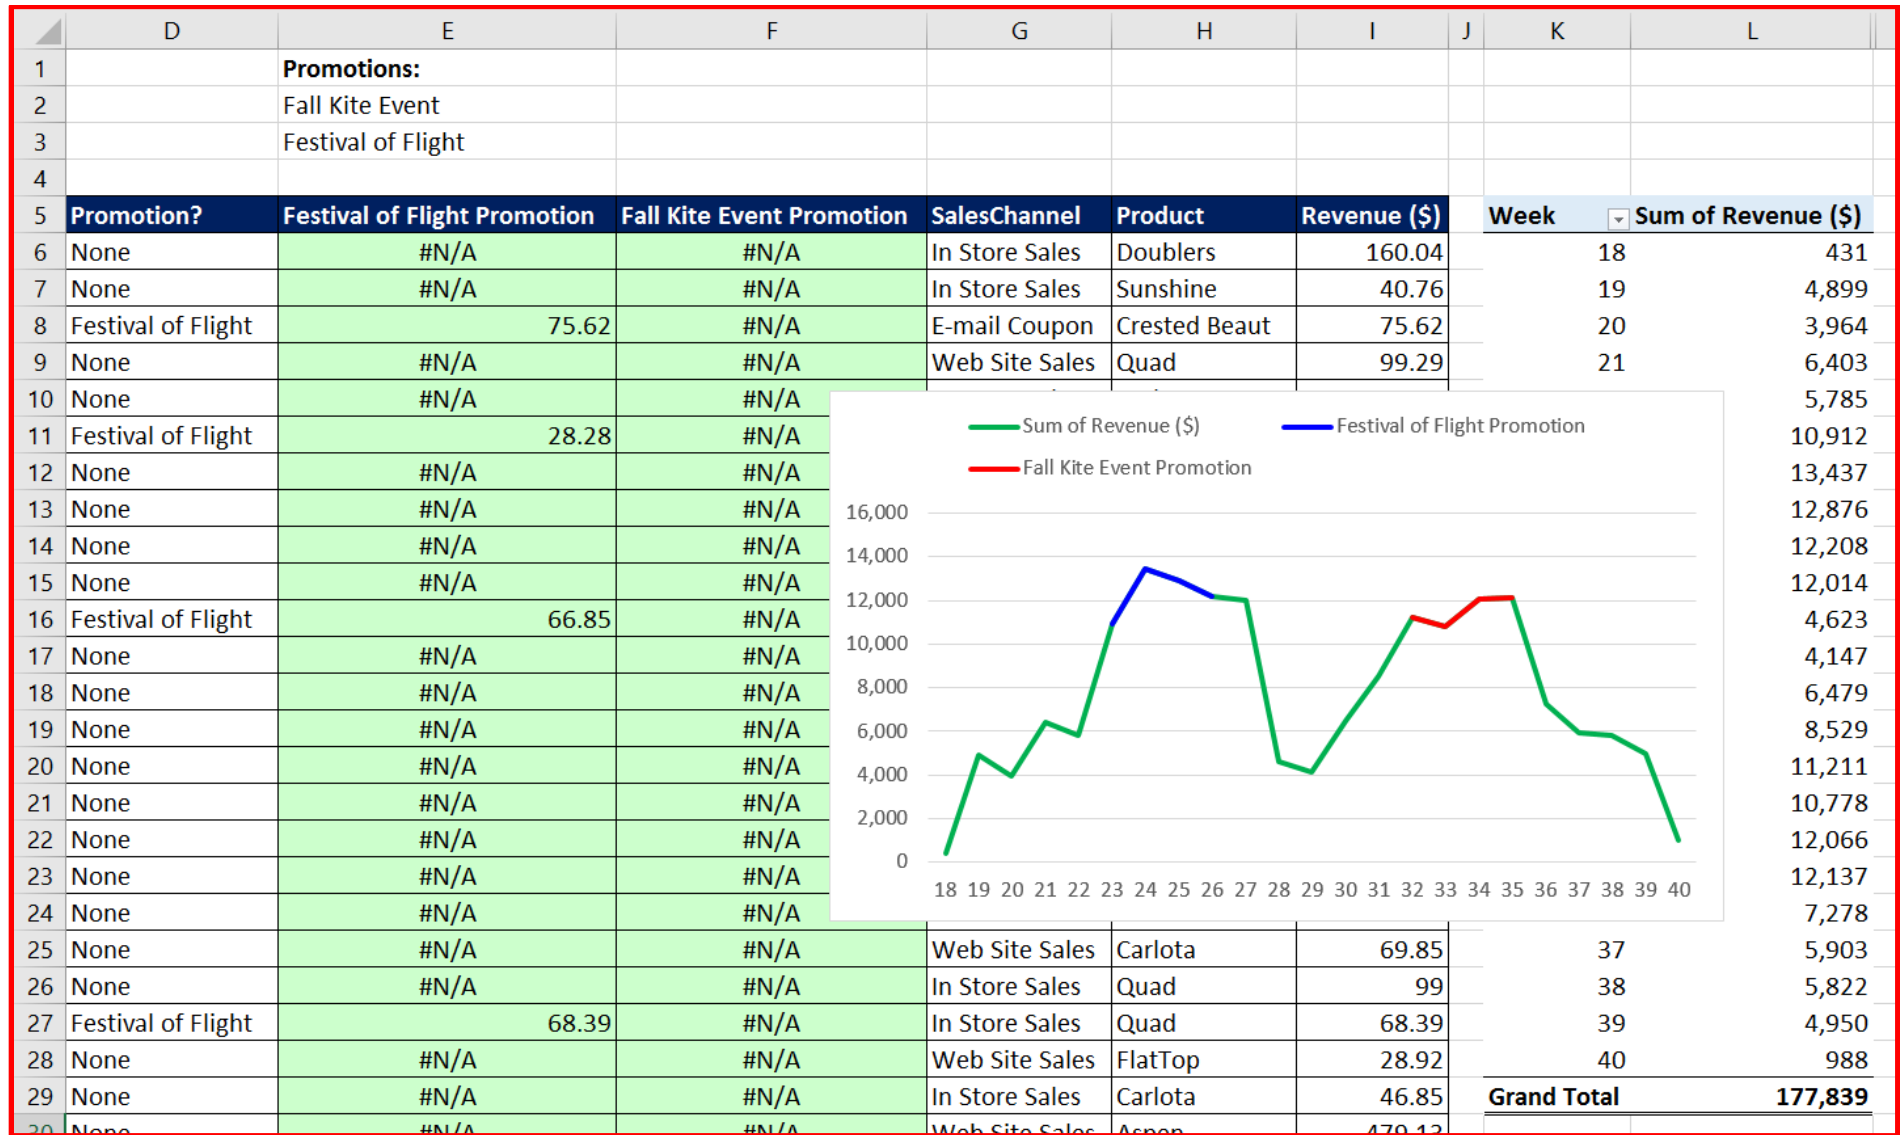 D E F G H I J K L
1 Promotions:
2 Fall Kite Event
3 Festival of Flight
4
5 Promotion? Festival of Flight Promotion Fall Kite Event Promotion SalesChannel Product Revenue ($) Week Sum of Revenue ($)
6 None #N/A #N/A In Store Sales Doublers 160.04 18 431
7 None #N/A #N/A In Store Sales Sunshine 40.76 19 4,899
8 Festival of Flight 75.62 #N/A E-mail Coupon Crested Beaut 75.62 20 3,964
9 None #N/A #N/A Web Site Sales Quad 99.29 21 6,403
10 None #N/A #N/A 5,785
11 Festival of Flight 28.28 #N/A 10,912
12 None #N/A #N/A 13,437
13 None #N/A #N/A 12,876
14 None #N/A #N/A 12,208
15 None #N/A #N/A 12,014
16 Festival of Flight 66.85 #N/A 4,623
17 None #N/A #N/A 4,147
18 None #N/A #N/A 6,479
19 None #N/A #N/A 8,529
20 None #N/A #N/A 11,211
21 None #N/A #N/A 10,778
22 None #N/A #N/A 12,066
23 None #N/A #N/A 12,137
24 None #N/A #N/A 7,278
25 None #N/A #N/A Web Site Sales Carlota 69.85 37 5,903
26 None #N/A #N/A In Store Sales Quad 99 38 5,822
27 Festival of Flight 68.39 #N/A In Store Sales Quad 68.39 39 4,950
28 None #N/A #N/A Web Site Sales FlatTop 28.92 40 988
29 None #N/A #N/A In Store Sales Carlota 46.85 Grand Total 177,839
30 None #N/A #N/A Web Site Sales Aspen 479.13
Sum of Revenue ($) Festival of Flight Promotion
Fall Kite Event Promotion
16,000
14,000
12,000
10,000
8,000
6,000
4,000
2,000
0
18 19 20 21 22 23 24 25 26 27 28 29 30 31 32 33 34 35 36 37 38 39 40